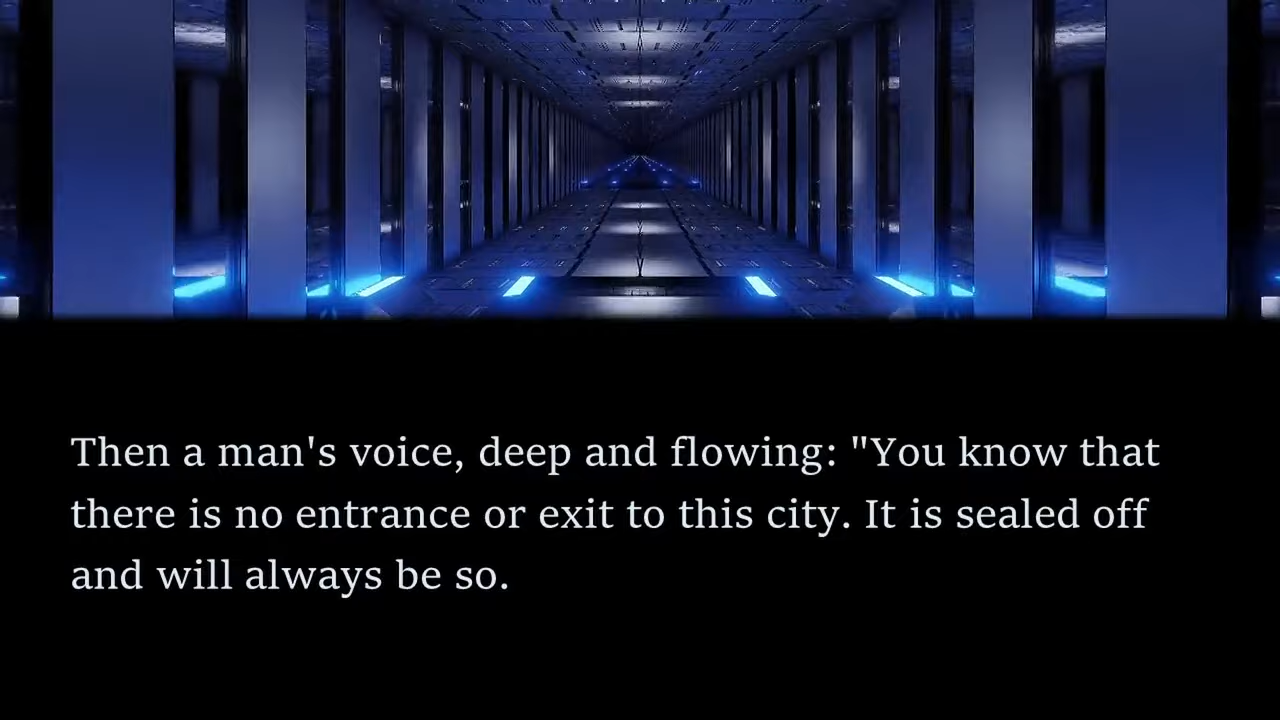 Then a man's voice, deep and flowing: "You know that
there is no entrance or exit to this city. It is sealed off
and will always be so.